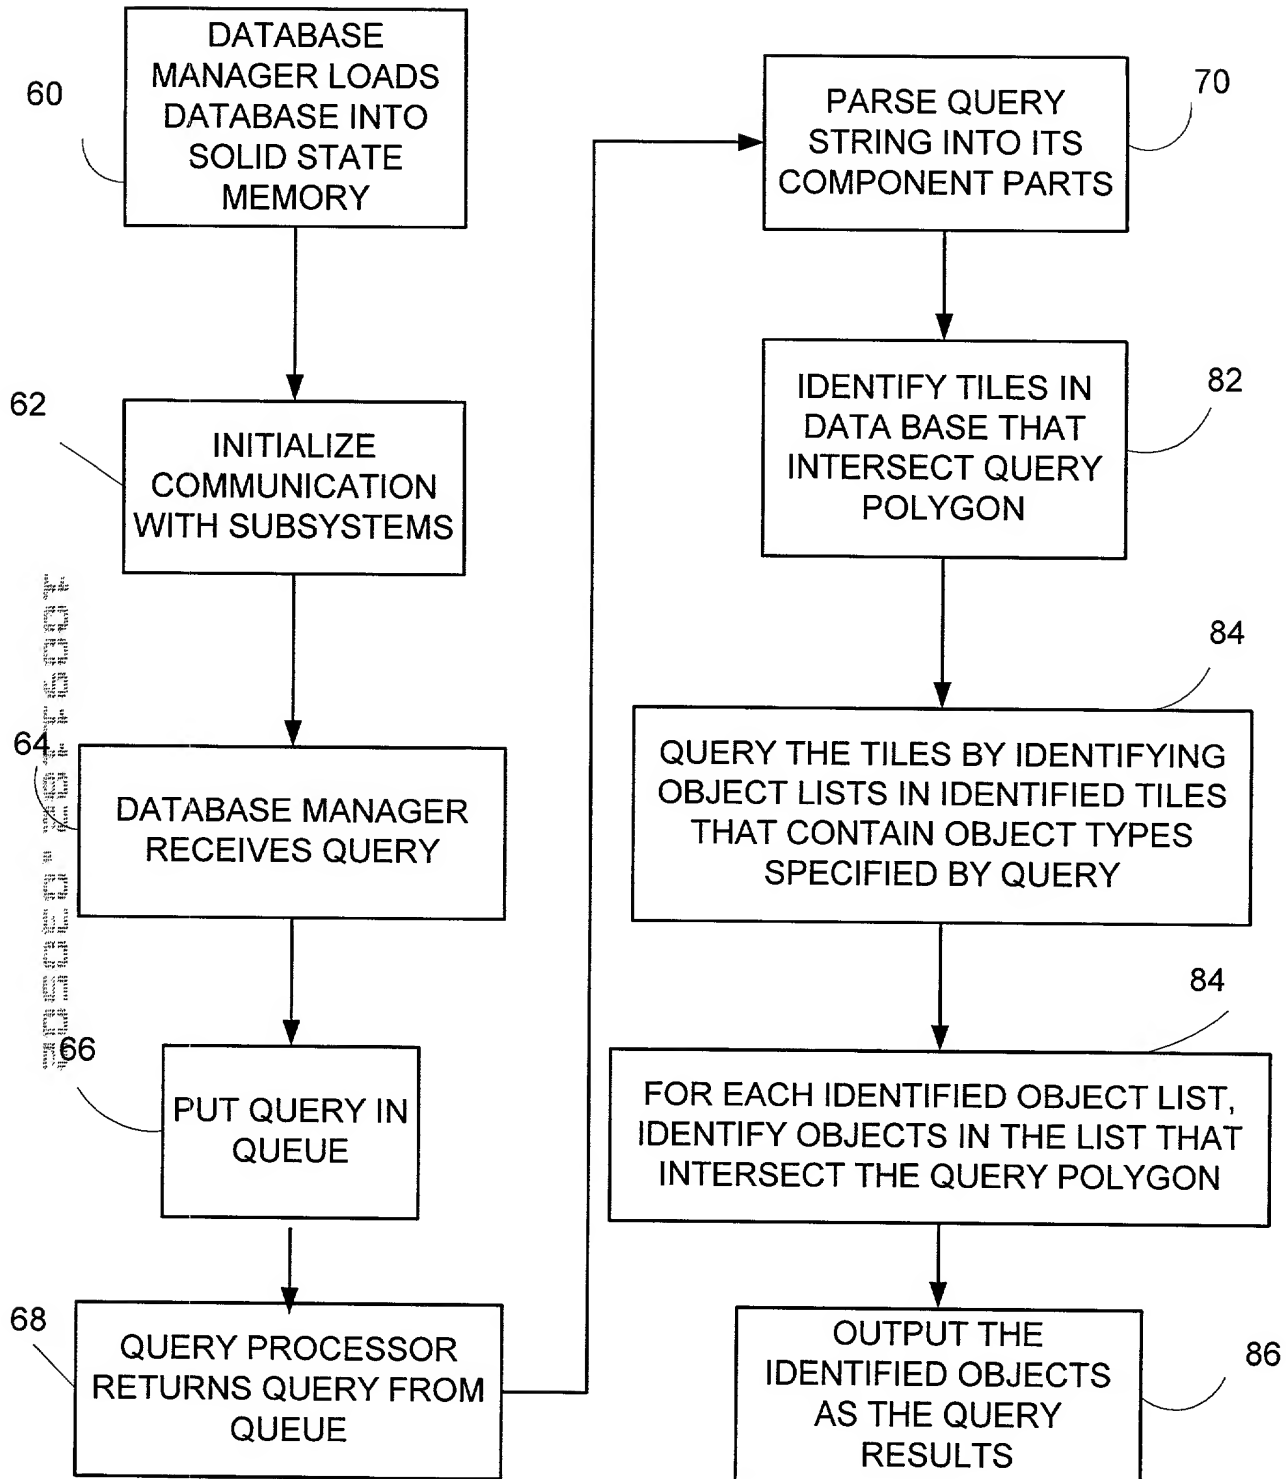 60
DATABASE
MANAGER LOADS
DATABASE INTO
SOLID STATE
MEMORY
62
INITIALIZE
COMMUNICATION
WITH SUBSYSTEMS
64
DATABASE MANAGER
RECEIVES QUERY
66
PUT QUERY IN
QUEUE
68
QUERY PROCESSOR
RETURNS QUERY FROM
QUEUE
70
PARSE QUERY
STRING INTO ITS
COMPONENT PARTS
82
IDENTIFY TILES IN
DATA BASE THAT
INTERSECT QUERY
POLYGON
84
QUERY THE TILES BY IDENTIFYING
OBJECT LISTS IN IDENTIFIED TILES
THAT CONTAIN OBJECT TYPES
SPECIFIED BY QUERY
84
FOR EACH IDENTIFIED OBJECT LIST,
IDENTIFY OBJECTS IN THE LIST THAT
INTERSECT THE QUERY POLYGON
86
OUTPUT THE
IDENTIFIED OBJECTS
AS THE QUERY
RESULTS